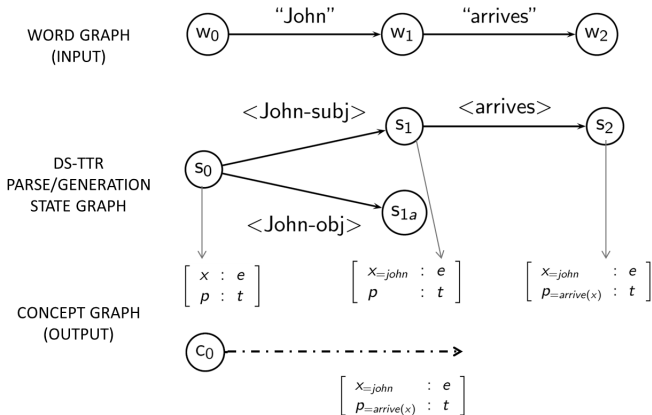 WORD GRAPH
(INPUT)
w0 "John" w1 "arrives" w2
<John-subj> <arrives>
s0 s1 s2
DS-TTR
PARSE/GENERATION
STATE GRAPH
<John-obj> s1a
[ x : e ] [ x=john : e ] [ x=john : e ]
[ p : t ] [ p : t ] [ p=arrive(x) : t ]
CONCEPT GRAPH
(OUTPUT)
c0
[ x=john : e ]
[ p=arrive(x) : t ]